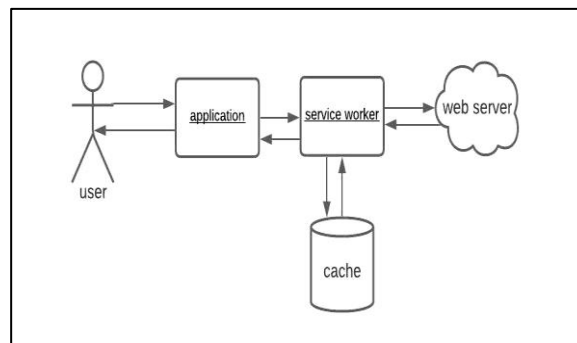 application
service worker
web server
user
cache